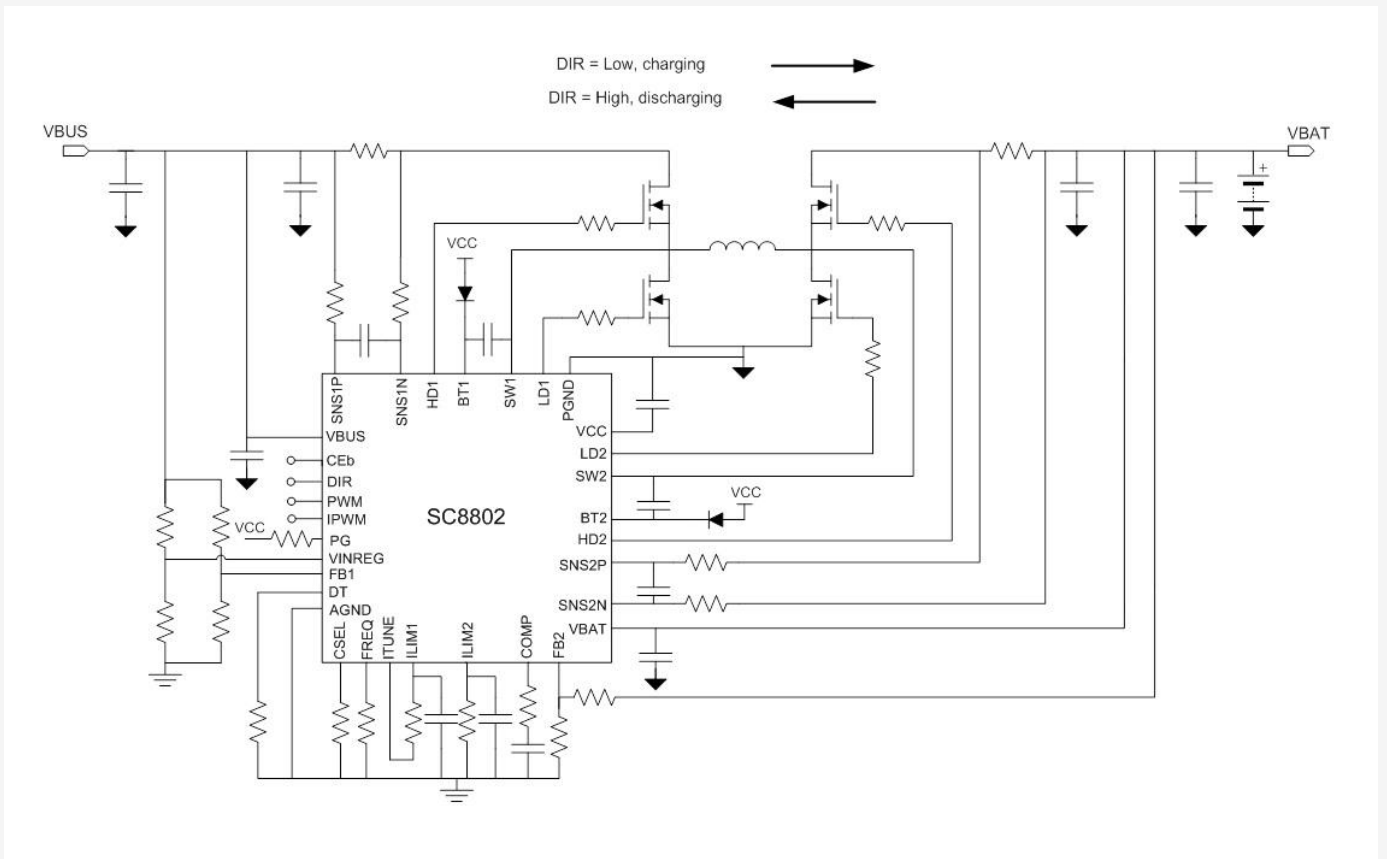 DIR = Low, charging
DIR = High, discharging
VBUS
VBAT
+
VCC
SNS1P
SNS1N
HD1
BT1
SW1
LD1
PGND
VCC
VBUS
LD2
CEb
SW2
DIR
VCC
PWM
SC8802
BT2
IPWM
VCC
PG
HD2
VINREG
SNS2P
FB1
DT
SNS2N
AGND
VBAT
CSEL
FREQ
ITUNE
ILIM1
ILIM2
COMP
FB2